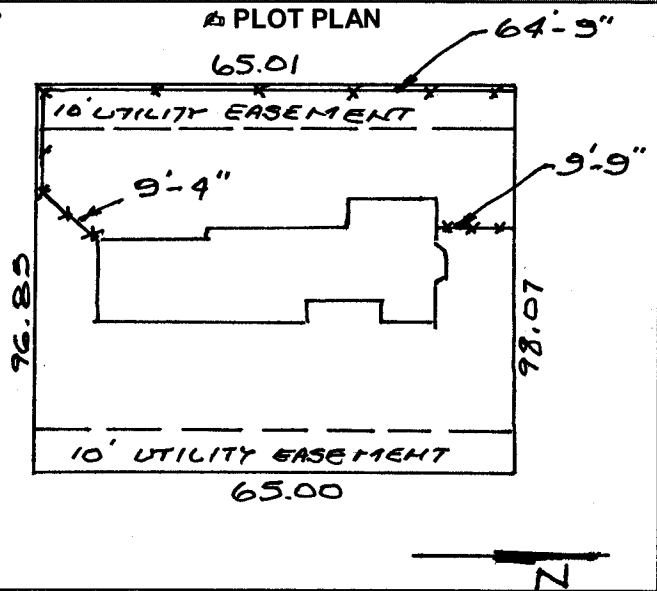 PLOT PLAN
64'-9"
65.01
10' UTILITY EASEMENT
9'-9"
9'-4"
96.85
98.07
10' UTILITY EASEMENT
65.00
N